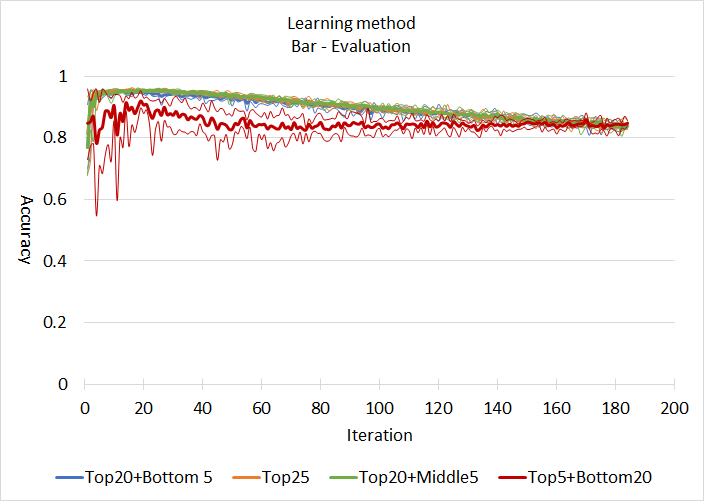 Learning method
Bar - Evaluation
1
0.8
0.6
0.4
0.2
0
Accuracy
0 20 40 60 80 100 120 140 160 180 200
Iteration
Top20+Bottom 5 Top25 Top20+Middle5 Top5+Bottom20